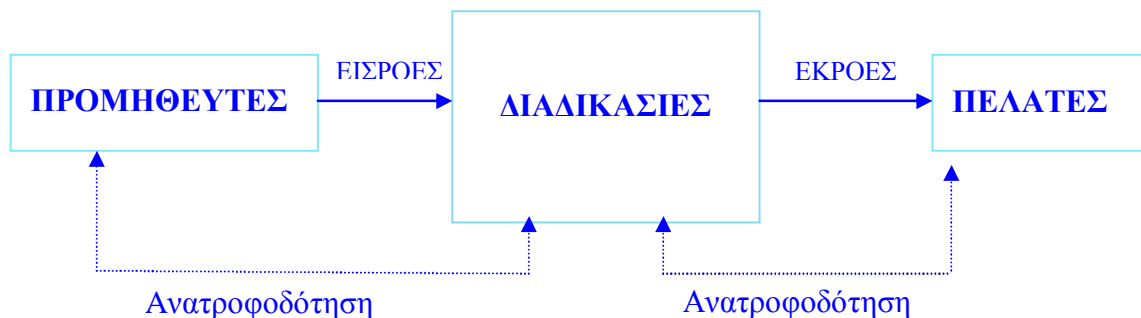 ΠΡΟΜΗΘΕΥΤΕΣ
ΕΙΣΡΟΕΣ
ΔΙΑΔΙΚΑΣΙΕΣ
ΕΚΡΟΕΣ
ΠΕΛΑΤΕΣ
Ανατροφοδότηση
Ανατροφοδότηση